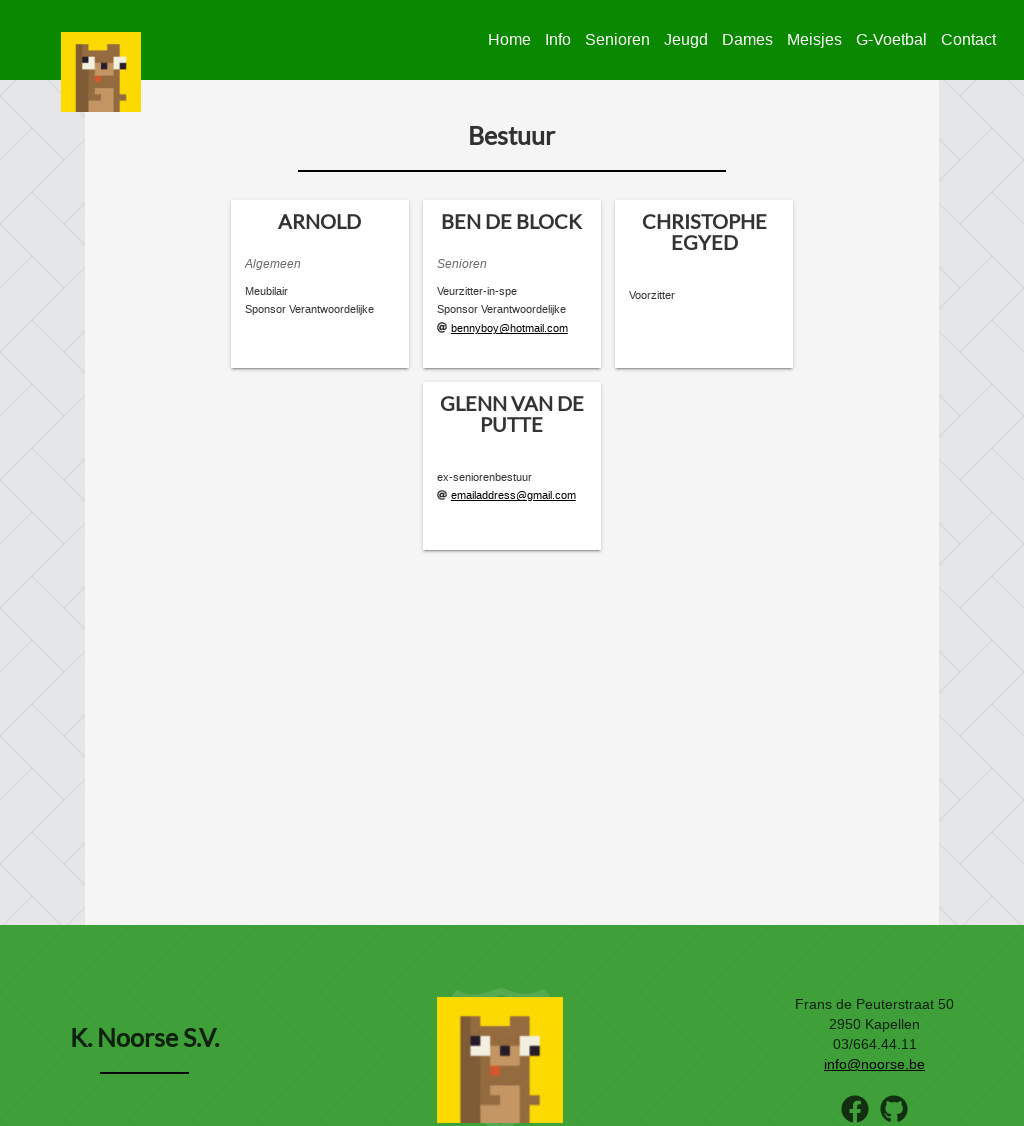 Home Info Senioren Jeugd Dames Meisjes G-Voetbal Contact
Bestuur
ARNOLD
Algemeen
Meubilair
Sponsor Verantwoordelijke
BEN DE BLOCK
Senioren
Veurzitter-in-spe
Sponsor Verantwoordelijke
@ bennyboy@hotmail.com
CHRISTOPHE
EGYED
Voorzitter
GLENN VAN DE
PUTTE
ex-seniorenbestuur
@ emailaddress@gmail.com
K. Noorse S.V.
Frans de Peuterstraat 50
2950 Kapellen
03/664.44.11
info@noorse.be